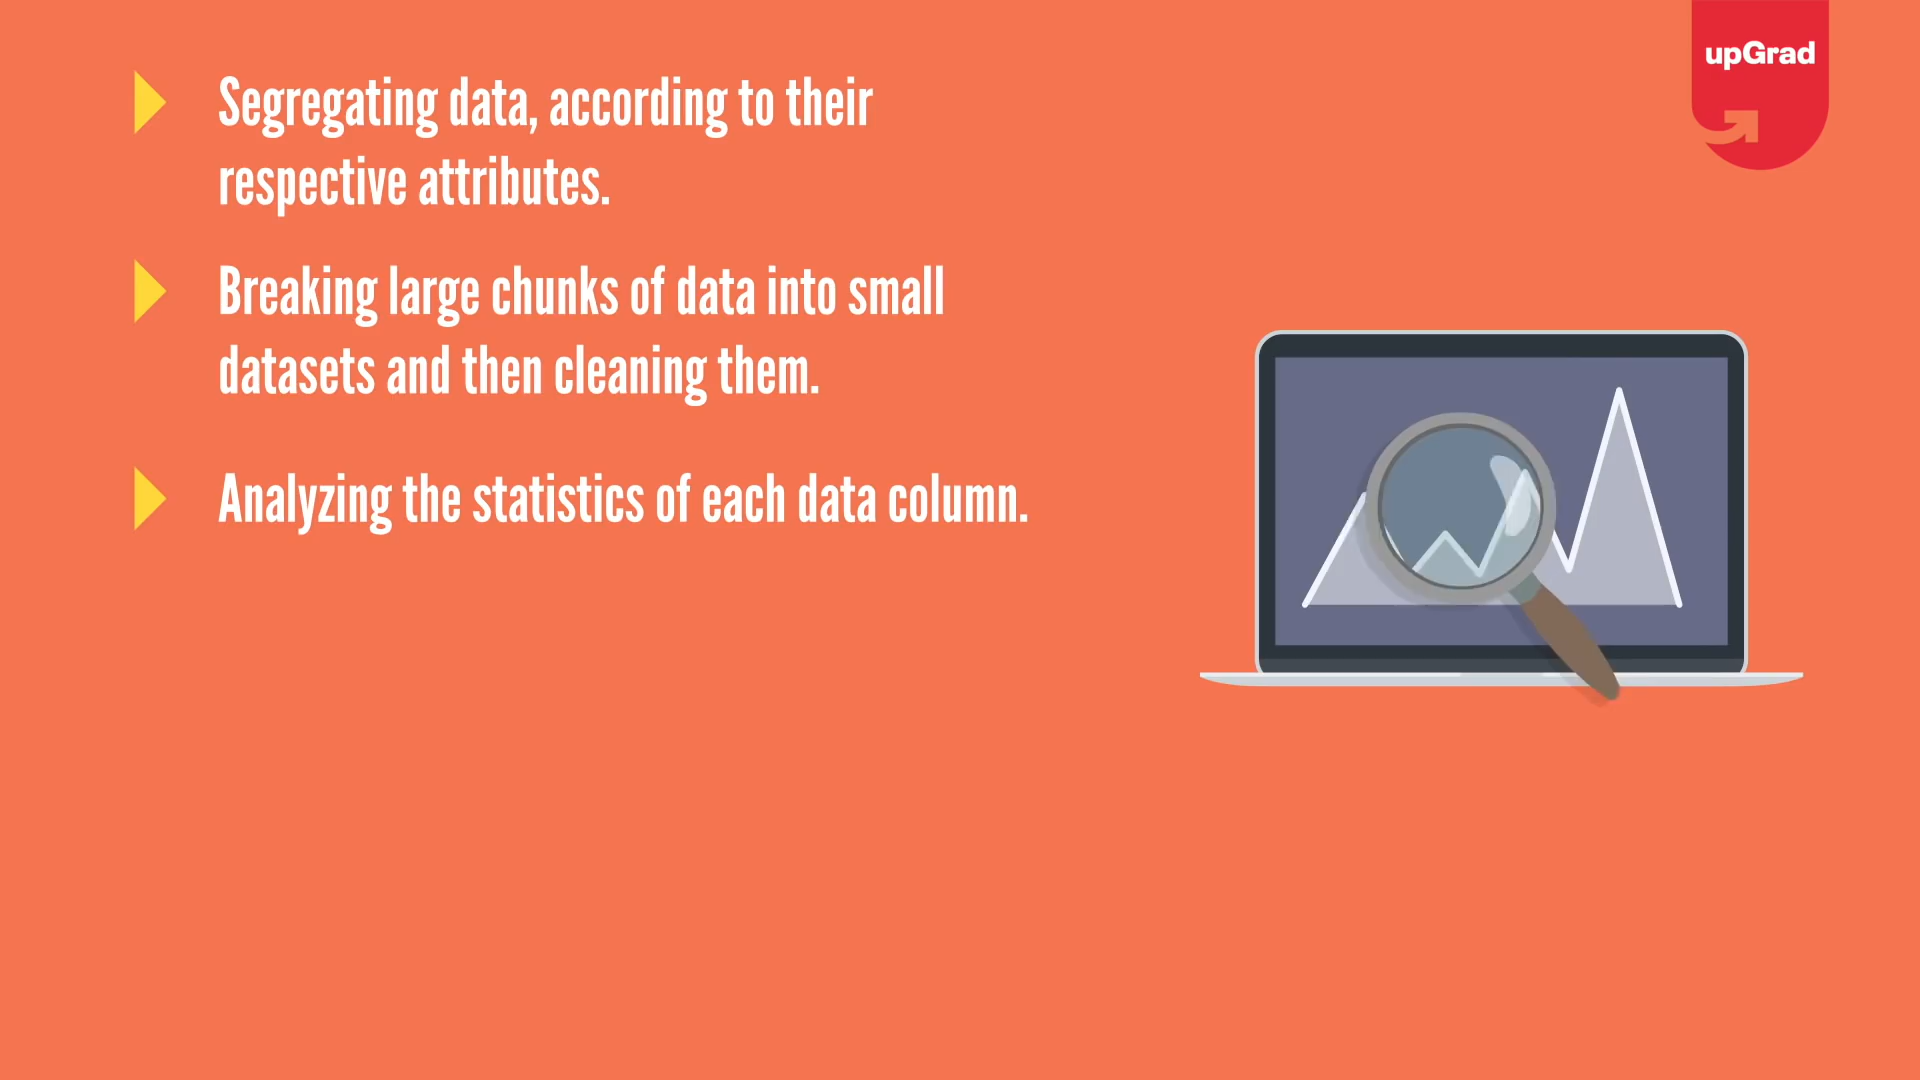 upGrad
Segregating data, according to their
respective attributes.
Breaking large chunks of data into small
datasets and then cleaning them.
Analyzing the statistics of each data column.